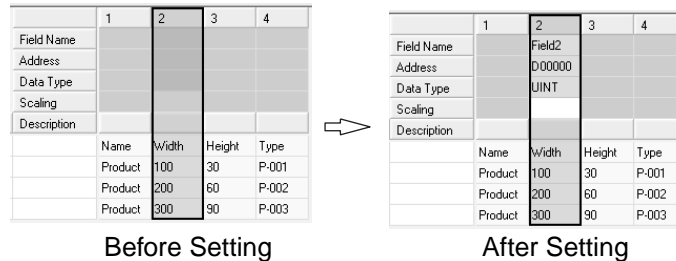 1 2 3 4
Field Name
Address
Data Type
Scaling
Description
Name Width Height Type
Product 100 30 P-001
Product 200 60 P-002
Product 300 90 P-003
Before Setting
1 2 3 4
Field Name Field2
Address D00000
Data Type UINT
Scaling
Description
Name Width Height Type
Product 100 30 P-001
Product 200 60 P-002
Product 300 90 P-003
After Setting